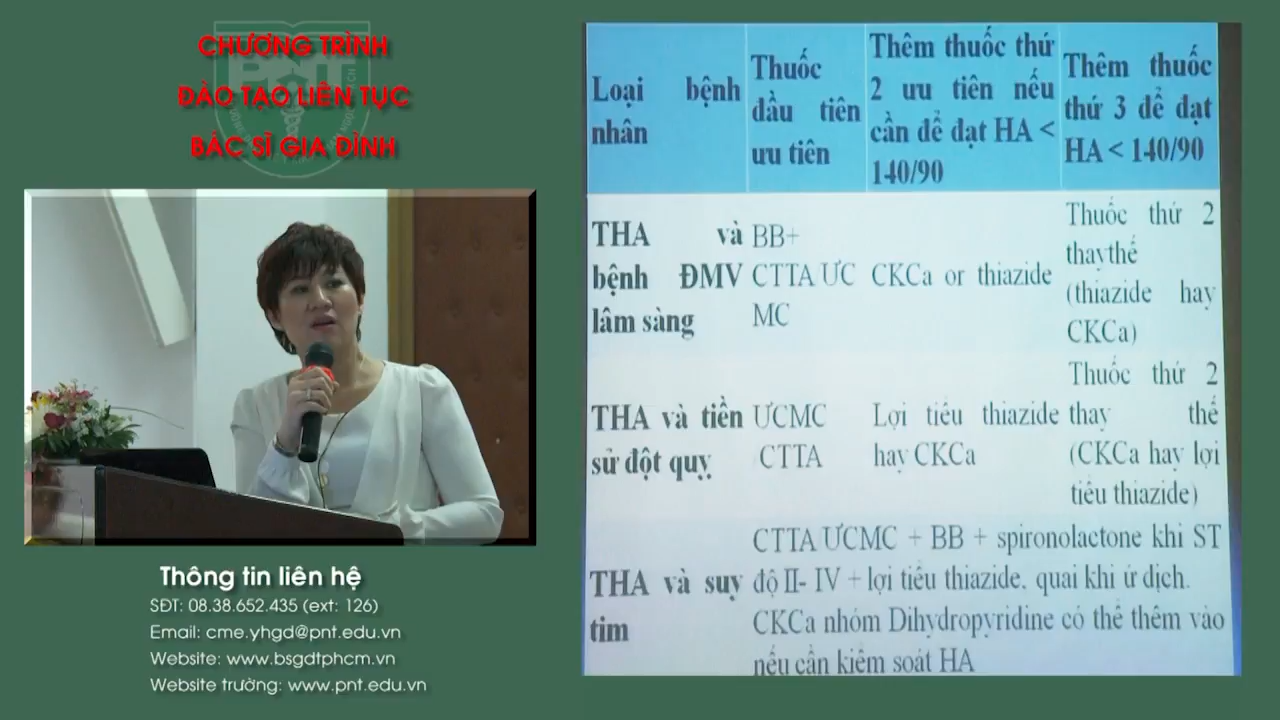 CHƯƠNG TRÌNH
ĐÀO TẠO LIÊN TỤC
BÁC SĨ GIA ĐÌNH
PNT
Thông tin liên hệ
SĐT: 08.38.652.435 (ext: 126)
Email: cme.yhgd@pnt.edu.vn
Website: www.bsgdtphcm.vn
Website trường: www.pnt.edu.vn
Loại bệnh
nhân
Thuốc
đầu tiên
ưu tiên
Thêm thuốc thứ
2 ưu tiên nếu
cần để đạt HA <
140/90
Thêm thuốc
thứ 3 để đạt
HA < 140/90
THA và
bệnh ĐMV
lâm sàng
BB+
CTTA/ƯC
MC
CKCa or thiazide
Thuốc thứ 2
thaythế
(thiazide hay
CKCa)
THA và tiền
sử đột quỵ
ƯCMC
CTTA
Lợi tiểu thiazide
hay CKCa
Thuốc thứ 2
thay thế
(CKCa hay lợi
tiểu thiazide)
THA và suy
tim
CTTA/ƯCMC + BB + spironolactone khi ST
độ II- IV + lợi tiểu thiazide, quai khi ứ dịch.
CKCa nhóm Dihydropyridine có thể thêm vào
nếu cần kiểm soát HA